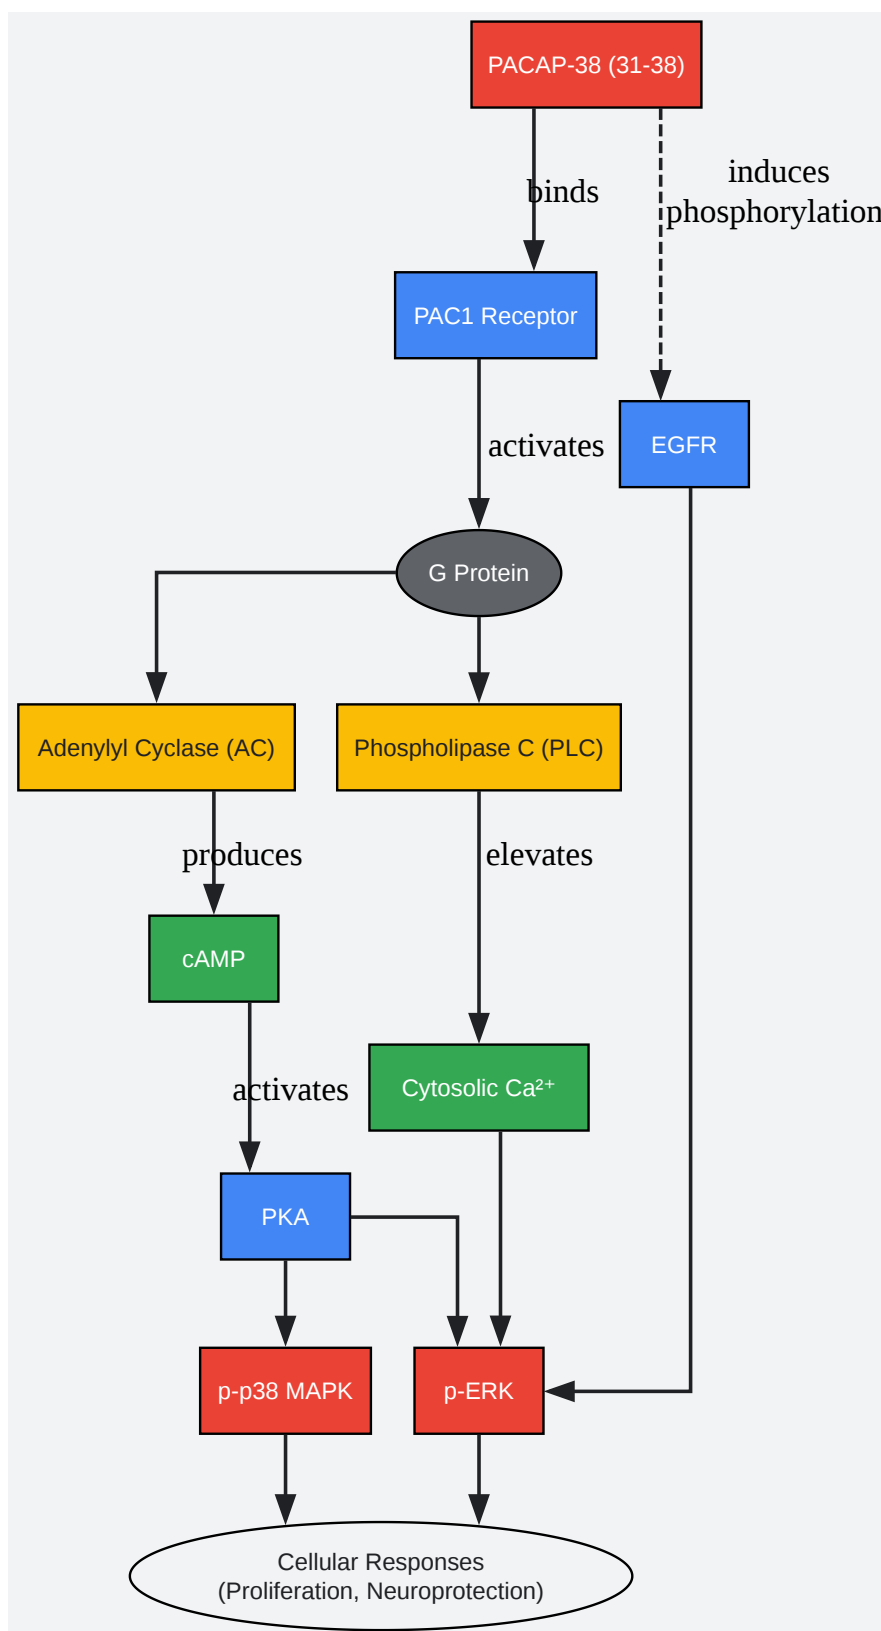 PACAP-38 (31-38)
binds
induces
phosphorylation
PAC1 Receptor
activates
EGFR
G Protein
Adenylyl Cyclase (AC)
Phospholipase C (PLC)
produces
elevates
cAMP
activates
Cytosolic Ca²⁺
PKA
p-p38 MAPK
p-ERK
Cellular Responses
(Proliferation, Neuroprotection)